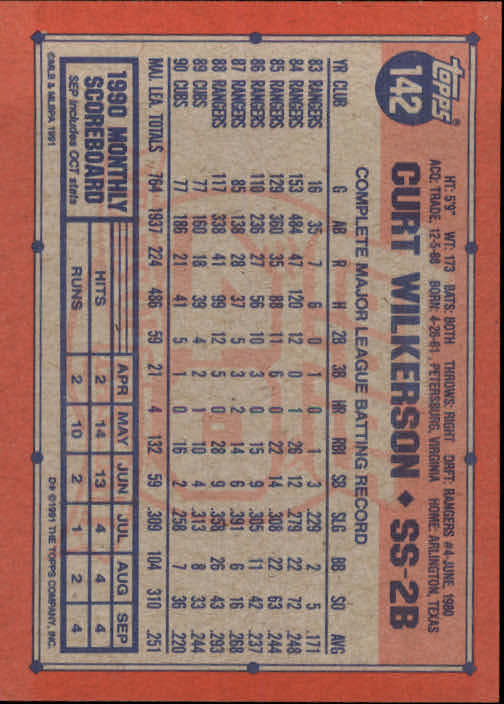 topps®
142
HT: 5'9" WT: 173 BATS: BOTH THROWS: RIGHT DRFT: RANGERS #4-JUNE, 1980
ACQ: TRADE, 12-5-88 BORN: 4-26-61, PETERSBURG, VIRGINIA HOME: ARLINGTON, TEXAS
CURT WILKERSON ♦ SS-2B
COMPLETE MAJOR LEAGUE BATTING RECORD
YR CLUB G AB R H 2B 3B HR RBI SB SLG BB SO AVG
83 RANGERS 16 35 7 6 0 1 0 1 3 .229 2 5 .171
84 RANGERS 153 484 47 120 12 0 1 26 12 .279 22 72 .248
85 RANGERS 129 360 35 88 11 6 0 22 14 .308 22 63 .244
86 RANGERS 110 236 27 56 10 3 0 15 9 .305 11 42 .237
87 RANGERS 85 138 28 37 5 3 2 14 6 .391 6 16 .268
88 RANGERS 117 338 41 99 12 5 0 28 9 .358 26 43 .293
89 CUBS 77 160 18 39 4 2 1 10 4 .313 8 33 .244
90 CUBS 77 186 21 41 5 1 0 16 2 .258 7 36 .220
MAJ. LEA. TOTALS 764 1937 224 486 59 21 4 132 59 .309 104 310 .251
1990 MONTHLY
SCOREBOARD
SEP includes OCT stats
APR MAY JUN JUL AUG SEP
HITS 2 14 13 4 4 4
RUNS 2 10 2 1 2 4
©MLB & MLBPA 1991
D* ©1991 THE TOPPS COMPANY, INC.